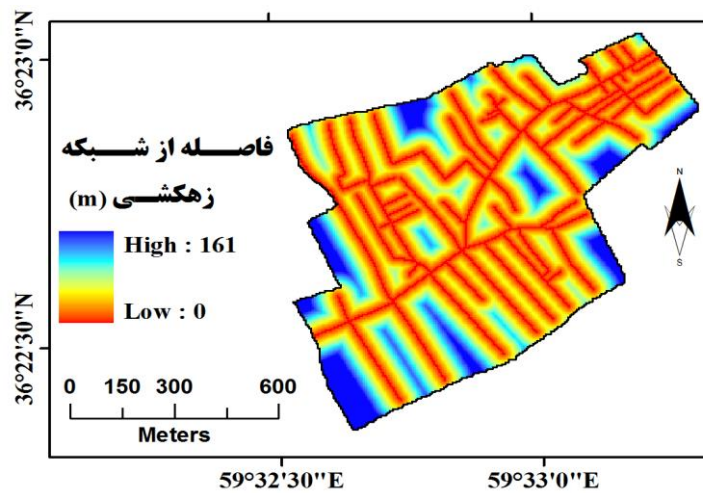 36°23'0"N
36°22'30"N
فاصله از شبکه
زهکشی (m)
High : 161
Low : 0
0 150 300 600
Meters
N
S
59°32'30"E 59°33'0"E